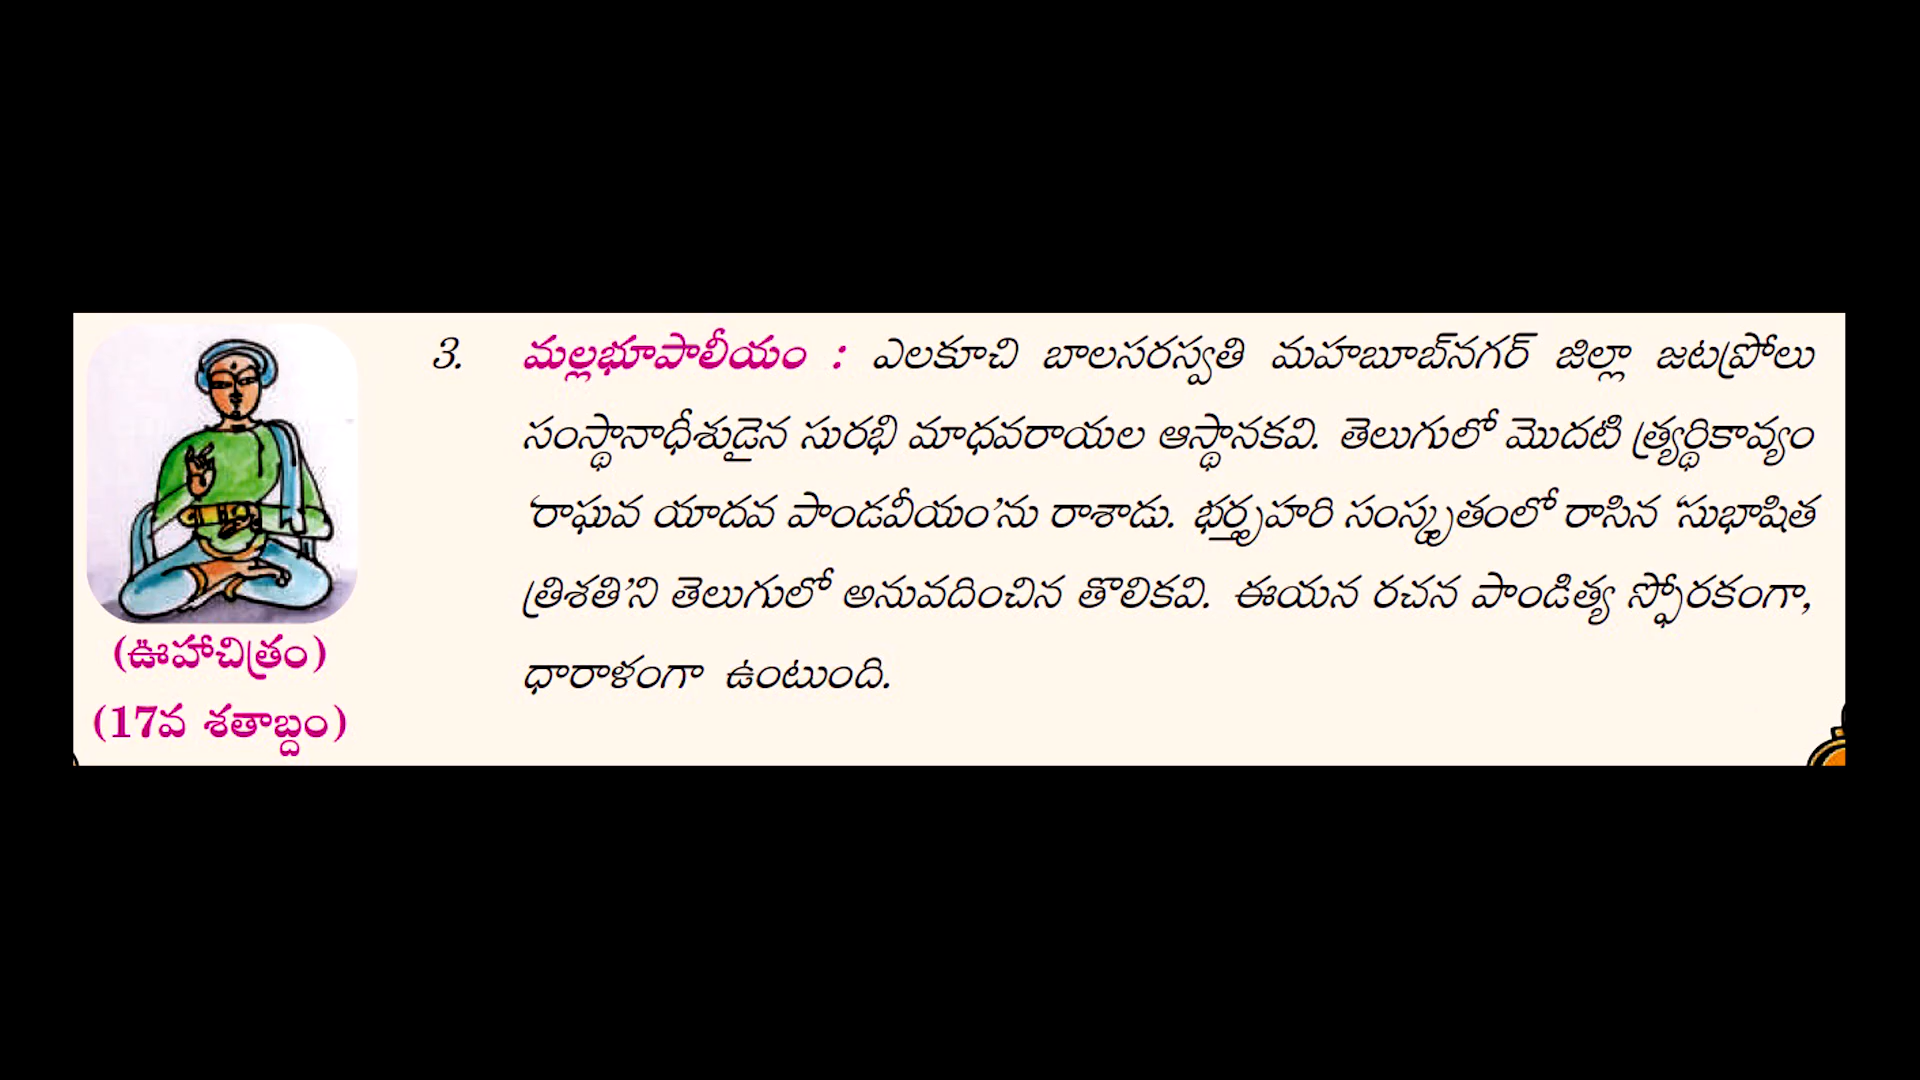 3. మల్లభూపాలీయం : ఎలకూచి బాలసరస్వతి మహబూబ్‌నగర్ జిల్లా జటప్రోలు
సంస్థానాధీశుడైన సురభి మాధవరాయల ఆస్థానకవి. తెలుగులో మొదటి త్ర్యర్థికావ్యం
'రాఘవ యాదవ పాండవీయం'ను రాశాడు. భర్తృహరి సంస్కృతంలో రాసిన 'సుభాషిత
త్రిశతి'ని తెలుగులో అనువదించిన తొలికవి. ఈయన రచన పాండిత్య స్ఫోరకంగా,
ధారాళంగా ఉంటుంది.
(ఊహాచిత్రం)
(17వ శతాబ్దం)